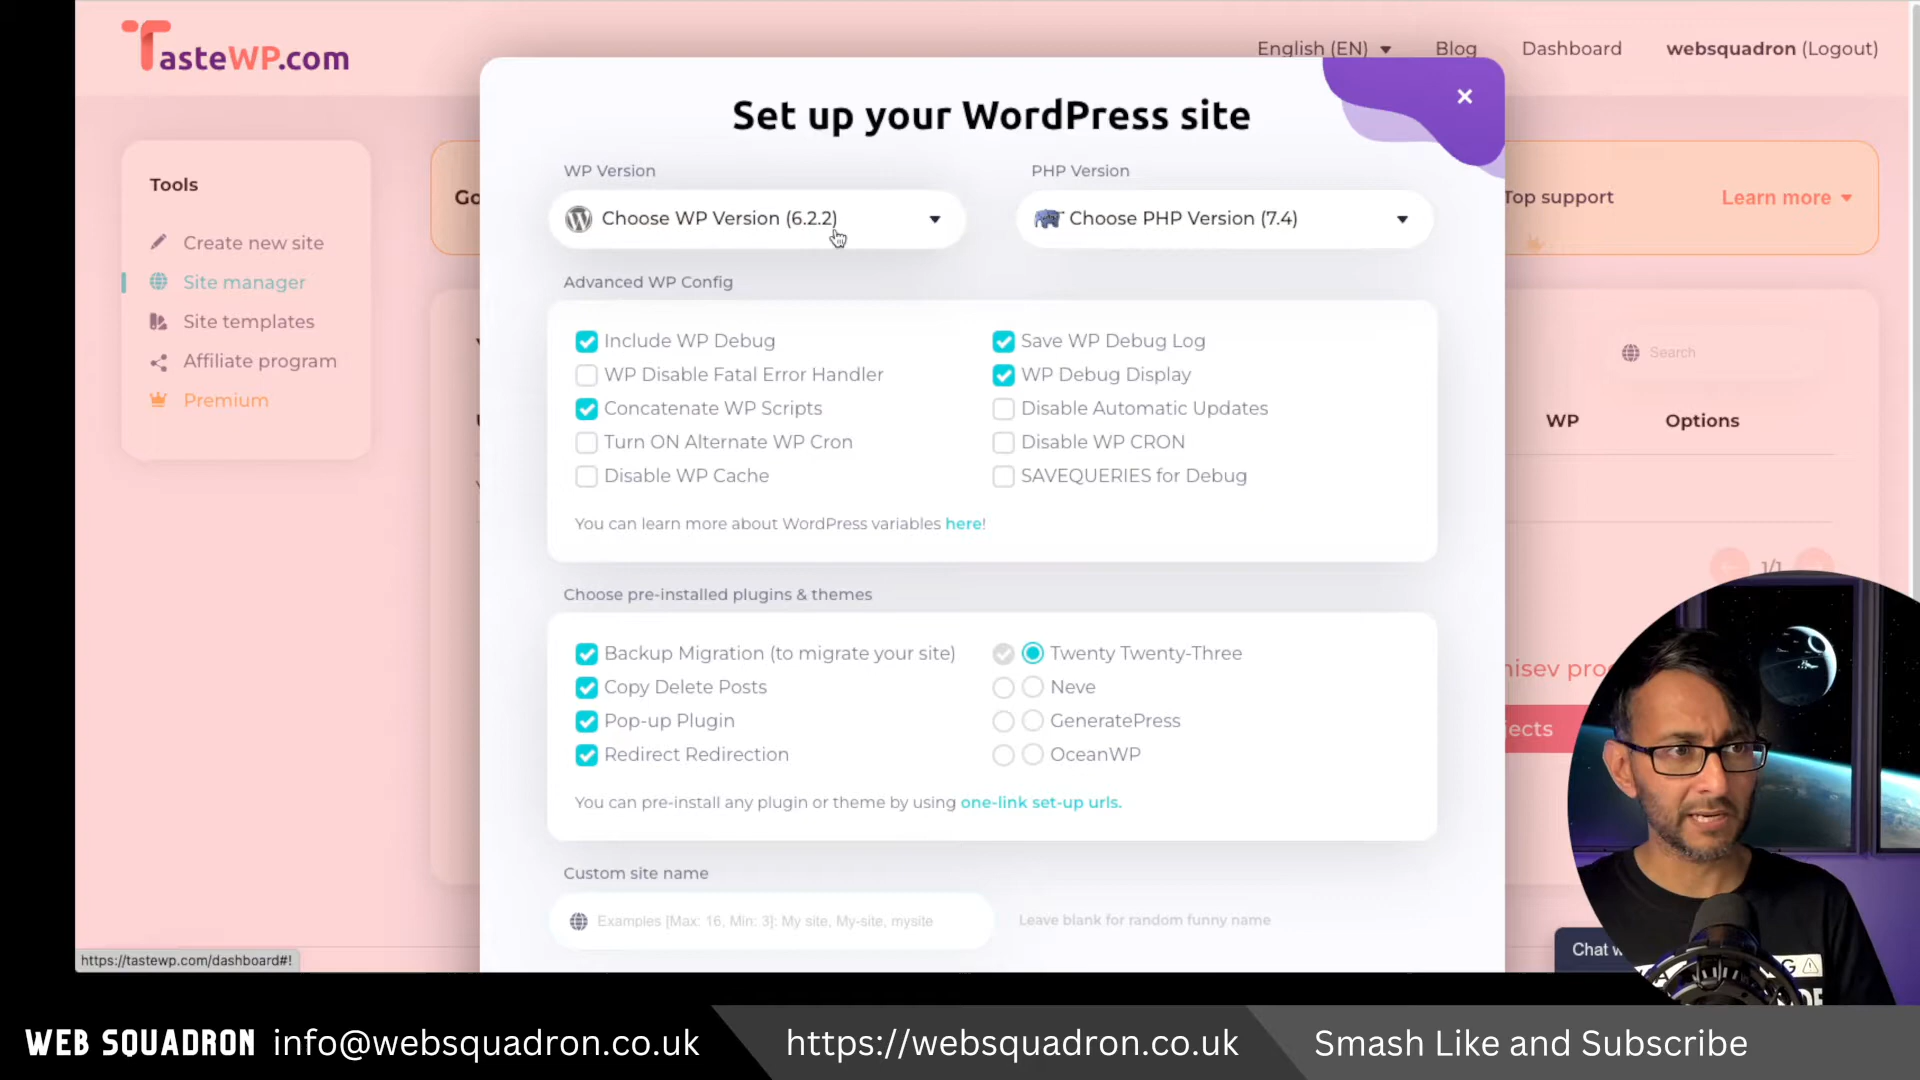 TasteWP.com
English (EN)
Blog
Dashboard
websquadron (Logout)
Tools
Create new site
Site manager
Site templates
Affiliate program
Premium
Go
Top support
Learn more
Set up your WordPress site
WP Version
PHP Version
Choose WP Version (6.2.2)
Choose PHP Version (7.4)
Advanced WP Config
Include WP Debug
Save WP Debug Log
WP Disable Fatal Error Handler
WP Debug Display
Concatenate WP Scripts
Disable Automatic Updates
Turn ON Alternate WP Cron
Disable WP CRON
Disable WP Cache
SAVEQUERIES for Debug
You can learn more about WordPress variables here!
Search
WP
Options
1/1
Choose pre-installed plugins & themes
Backup Migration (to migrate your site)
Twenty Twenty-Three
Copy Delete Posts
Neve
Pop-up Plugin
GeneratePress
Redirect Redirection
OceanWP
You can pre-install any plugin or theme by using one-link set-up urls.
Custom site name
Examples [Max: 16, Min: 3]: My site, My-site, mysite
Leave blank for random funny name
Chat w
https://tastewp.com/dashboard#!
WEB SQUADRON info@websquadron.co.uk
https://websquadron.co.uk
Smash Like and Subscribe